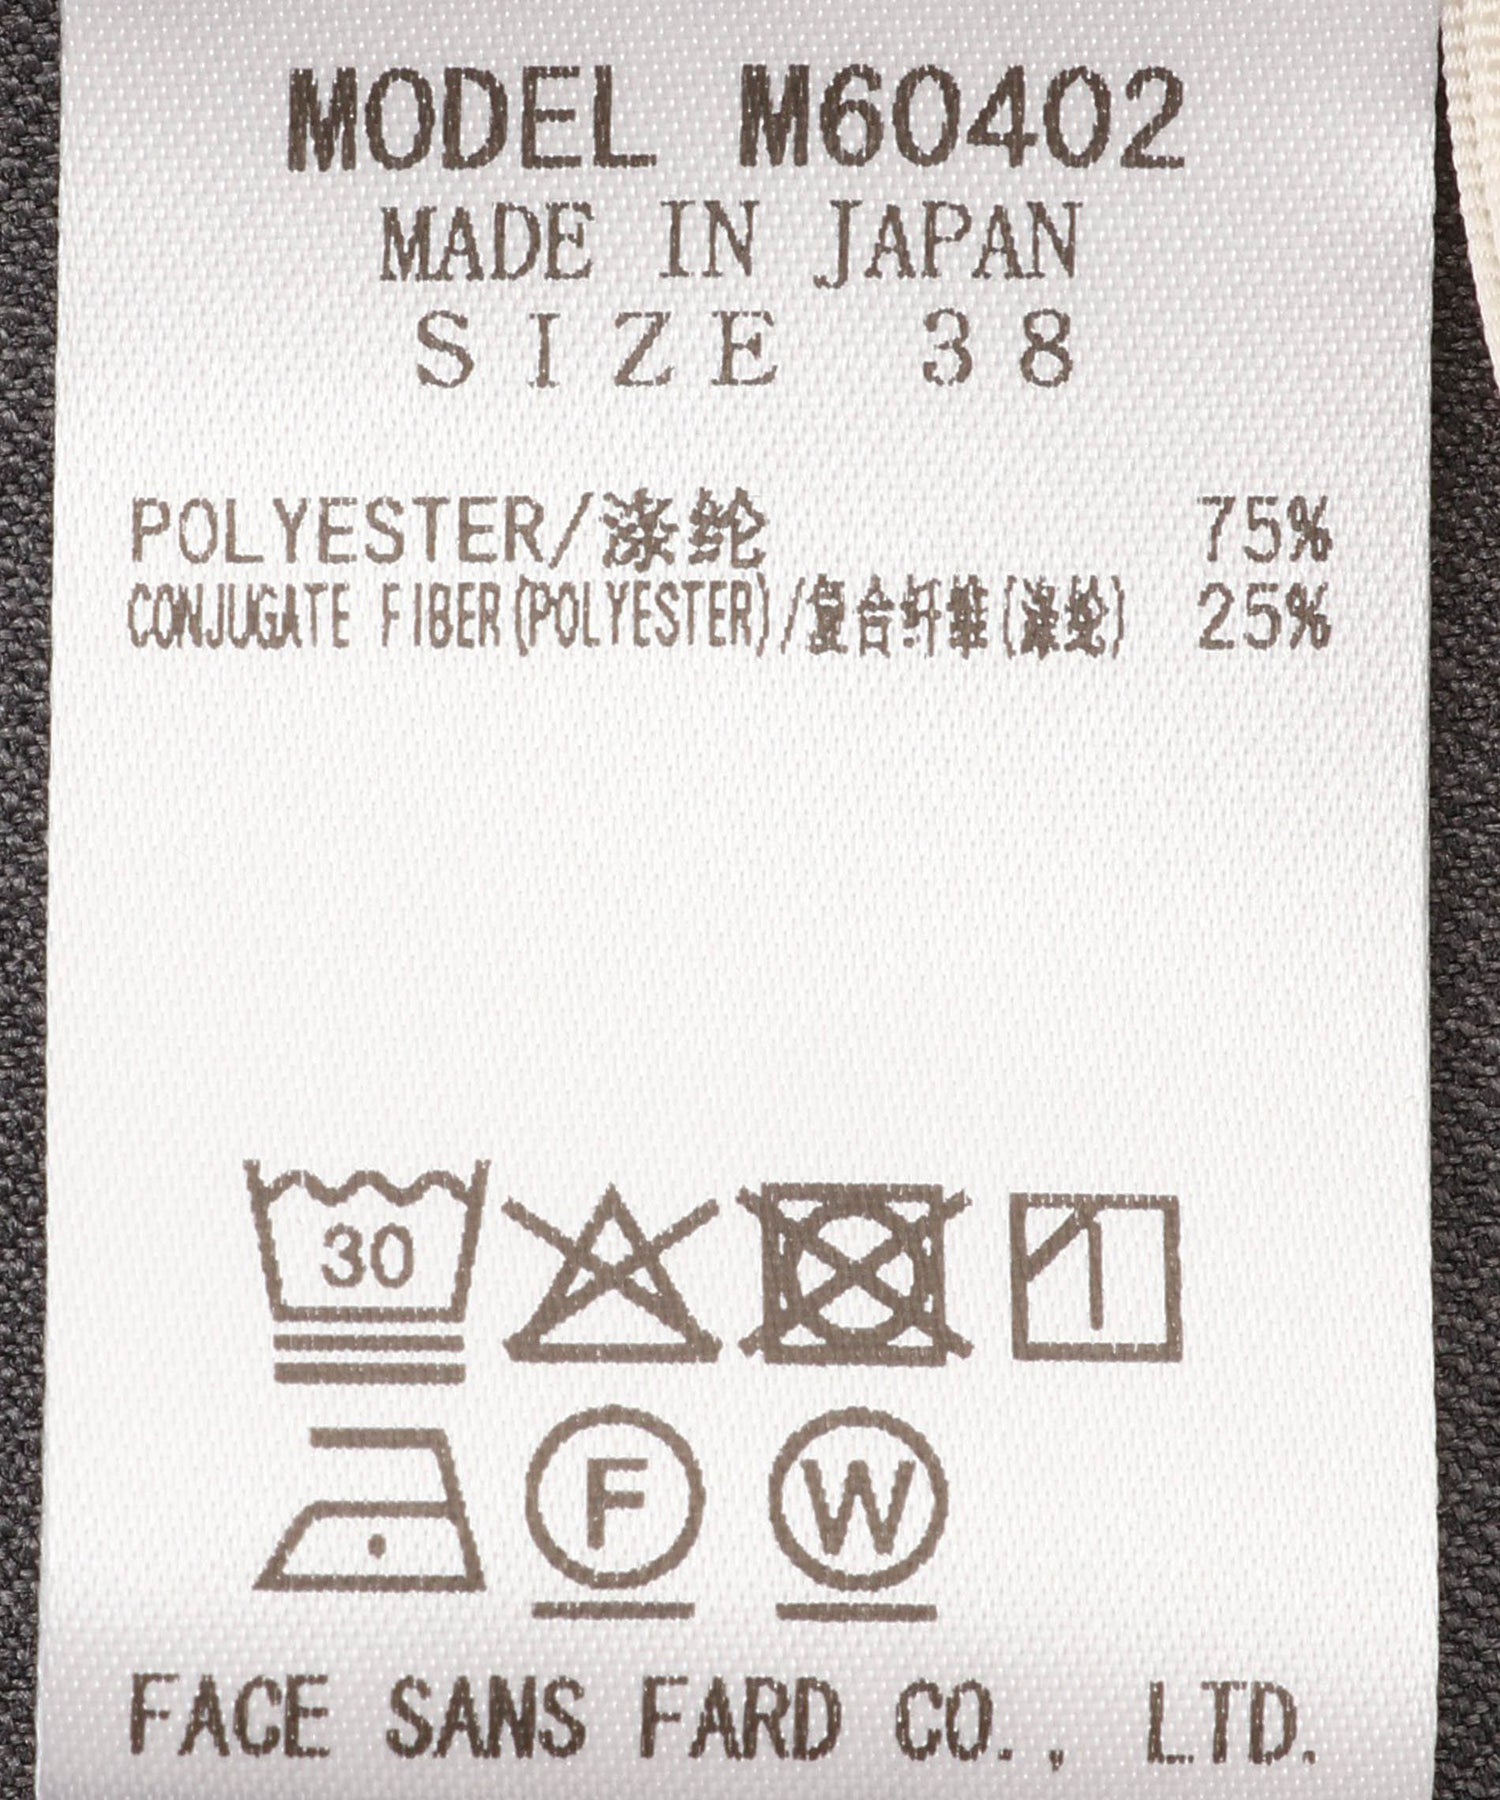 MODEL M60402
MADE IN JAPAN
SIZE 38
POLYESTER/涤纶 75%
CONJUGATE FIBER(POLYESTER)/复合纤维(涤纶) 25%
30
F W
FACE SANS FARD CO., LTD.